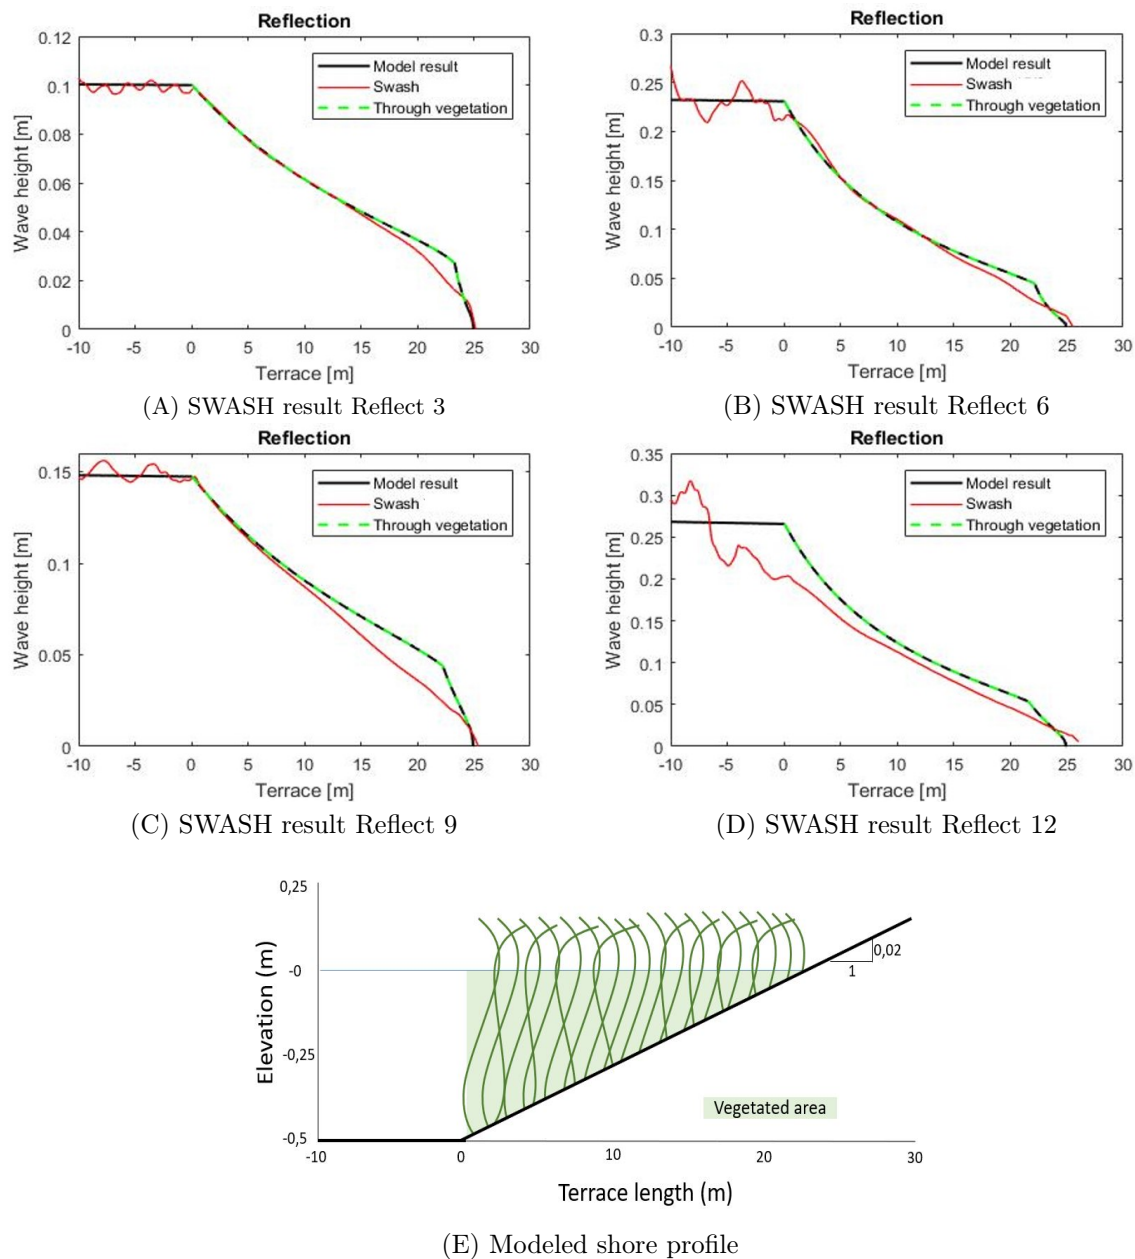 Reflection
0.12
0.1
0.08
0.06
0.04
0.02
0
Wave height [m]
Model result
Swash
Through vegetation
-10 -5 0 5 10 15 20 25 30
Terrace [m]
(A) SWASH result Reflect 3
Reflection
0.3
0.25
0.2
0.15
0.1
0.05
0
Wave height [m]
Model result
Swash
Through vegetation
-10 -5 0 5 10 15 20 25 30
Terrace [m]
(B) SWASH result Reflect 6
Reflection
0.15
0.1
0.05
0
Wave height [m]
Model result
Swash
Through vegetation
-10 -5 0 5 10 15 20 25 30
Terrace [m]
(C) SWASH result Reflect 9
Reflection
0.35
0.3
0.25
0.2
0.15
0.1
0.05
0
Wave height [m]
Model result
Swash
Through vegetation
-10 -5 0 5 10 15 20 25 30
Terrace [m]
(D) SWASH result Reflect 12
0,25
-0
-0,25
-0,5
Elevation (m)
0,02
1
Vegetated area
-10 0 10 20 30
Terrace length (m)
(E) Modeled shore profile